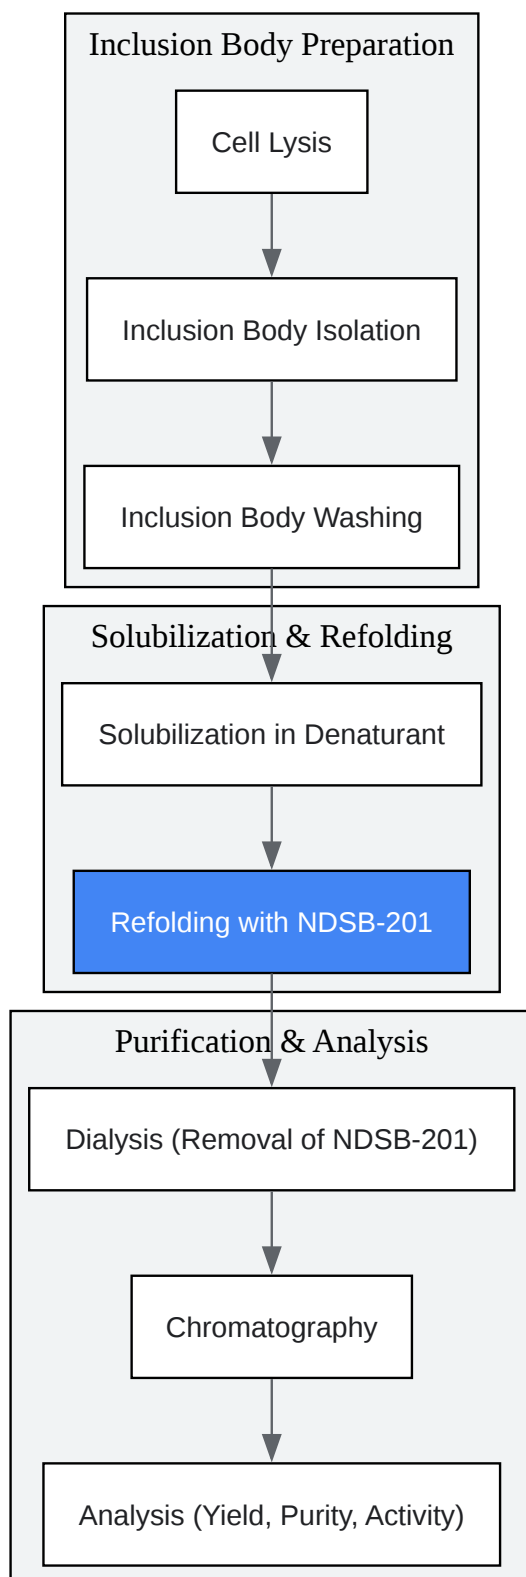 Inclusion Body Preparation
Cell Lysis
Inclusion Body Isolation
Inclusion Body Washing
Solubilization & Refolding
Solubilization in Denaturant
Refolding with NDSB-201
Purification & Analysis
Dialysis (Removal of NDSB-201)
Chromatography
Analysis (Yield, Purity, Activity)